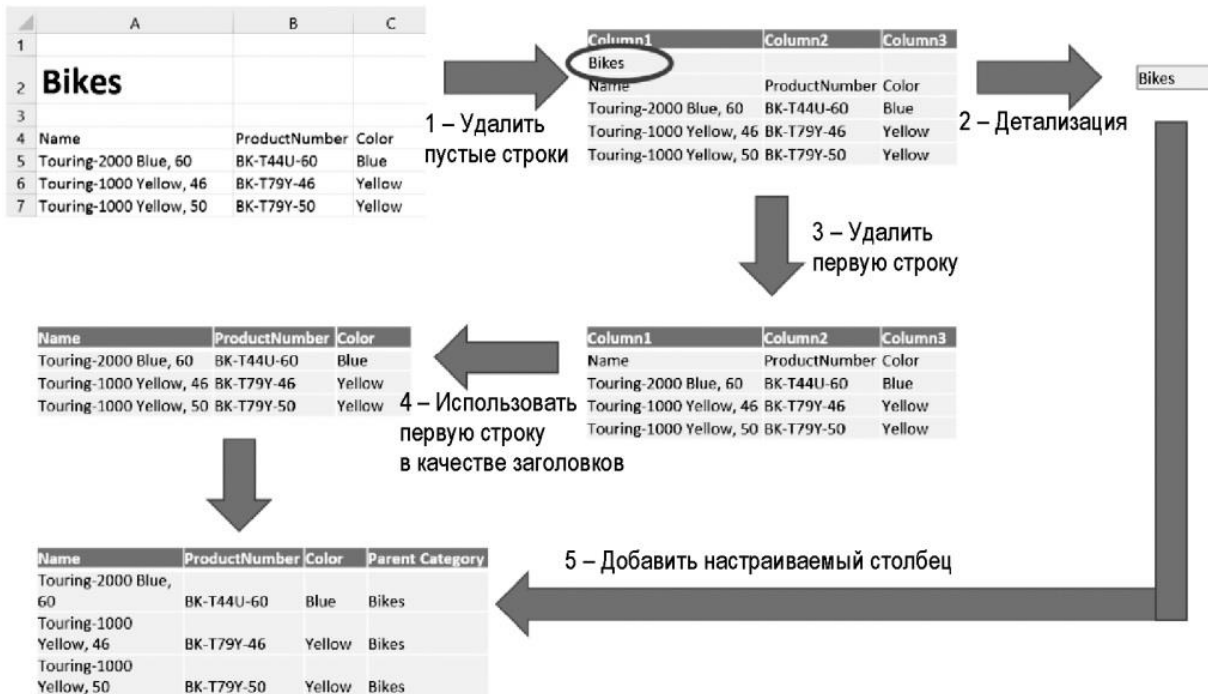 A B C
1
2 Bikes
3
4 Name ProductNumber Color
5 Touring-2000 Blue, 60 BK-T44U-60 Blue
6 Touring-1000 Yellow, 46 BK-T79Y-46 Yellow
7 Touring-1000 Yellow, 50 BK-T79Y-50 Yellow
1 – Удалить
пустые строки
Column1 Column2 Column3
Bikes
Name ProductNumber Color
Touring-2000 Blue, 60 BK-T44U-60 Blue
Touring-1000 Yellow, 46 BK-T79Y-46 Yellow
Touring-1000 Yellow, 50 BK-T79Y-50 Yellow
2 – Детализация
Bikes
3 – Удалить
первую строку
Column1 Column2 Column3
Name ProductNumber Color
Touring-2000 Blue, 60 BK-T44U-60 Blue
Touring-1000 Yellow, 46 BK-T79Y-46 Yellow
Touring-1000 Yellow, 50 BK-T79Y-50 Yellow
4 – Использовать
первую строку
в качестве заголовков
Name ProductNumber Color
Touring-2000 Blue, 60 BK-T44U-60 Blue
Touring-1000 Yellow, 46 BK-T79Y-46 Yellow
Touring-1000 Yellow, 50 BK-T79Y-50 Yellow
5 – Добавить настраиваемый столбец
Name ProductNumber Color Parent Category
Touring-2000 Blue,
60 BK-T44U-60 Blue Bikes
Touring-1000
Yellow, 46 BK-T79Y-46 Yellow Bikes
Touring-1000
Yellow, 50 BK-T79Y-50 Yellow Bikes